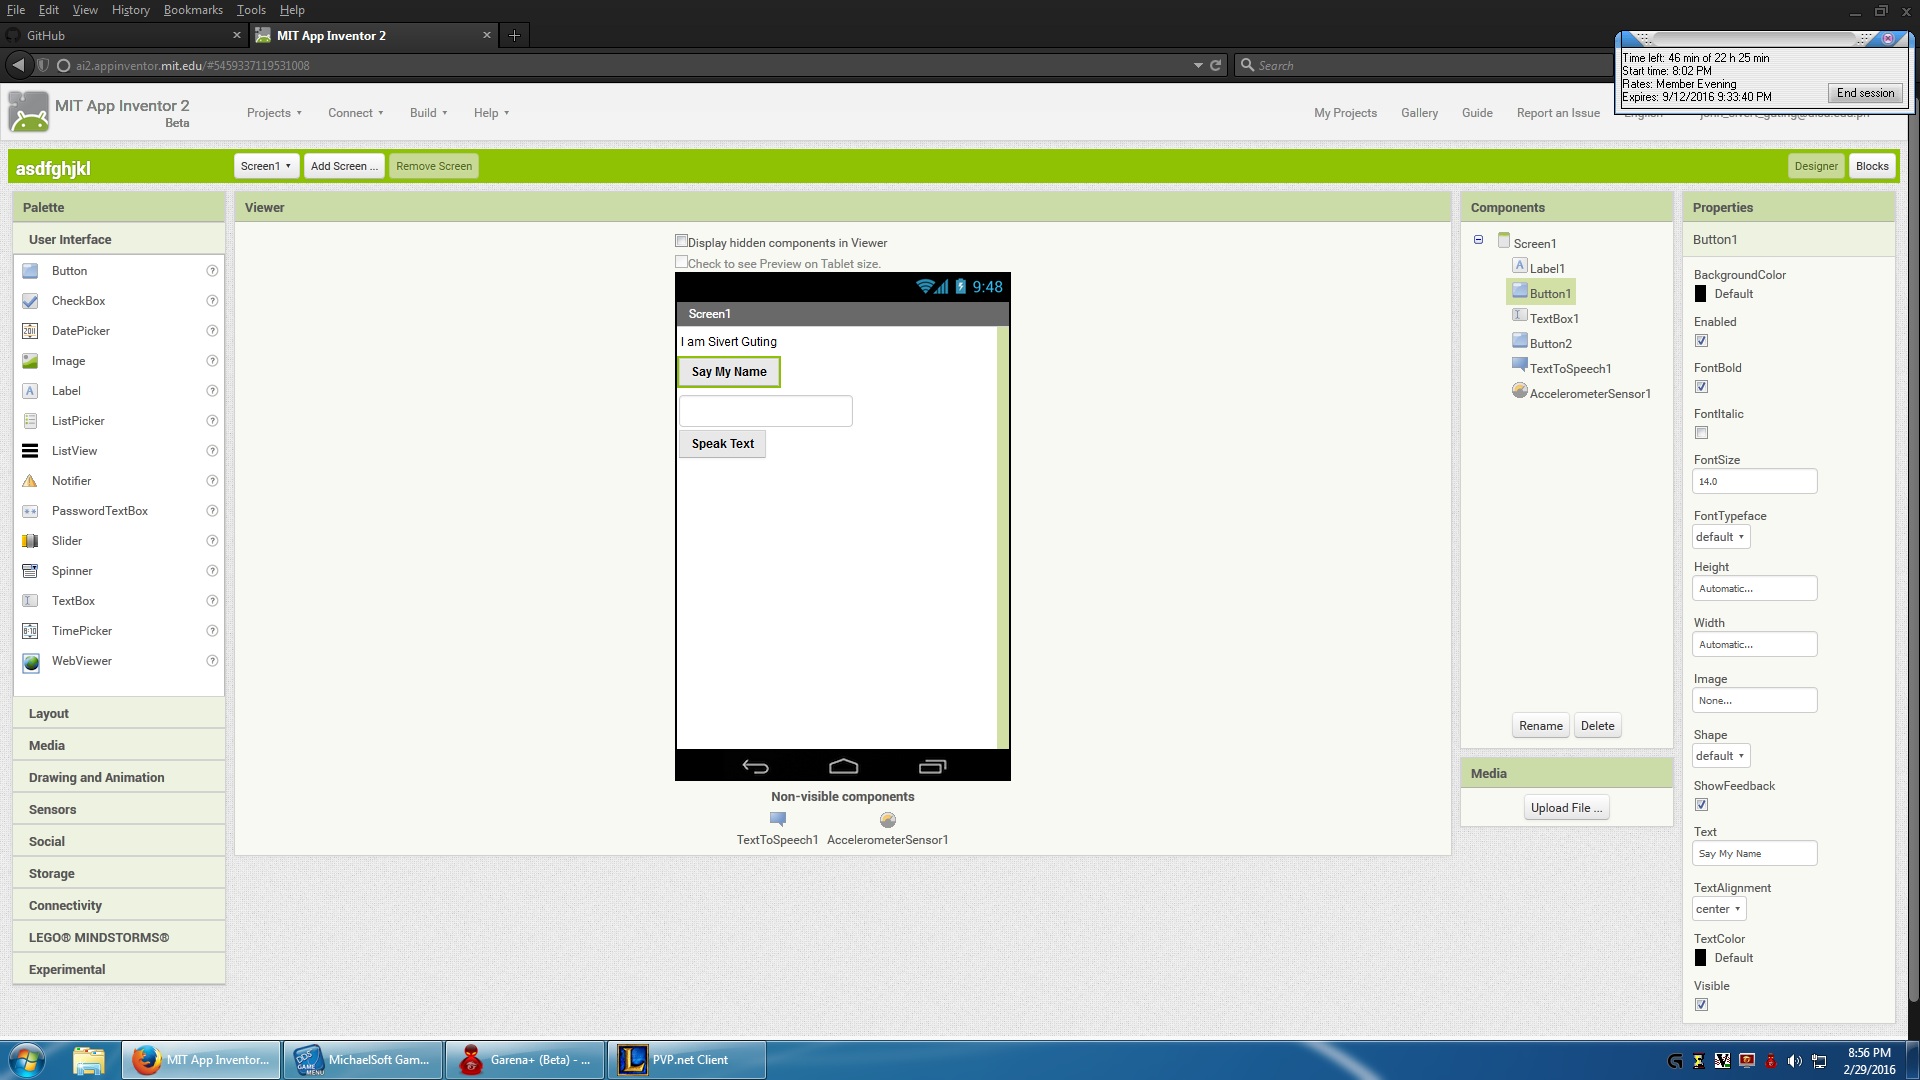 File Edit View History Bookmarks Tools Help
GitHub
MIT App Inventor 2
ai2.appinventor.mit.edu/#5459337119531008
Search
Time left: 46 min of 22 h 25 min
Start time: 8:02 PM
Rates: Member Evening
Expires: 9/12/2016 9:33:40 PM
End session
MIT App Inventor 2
Beta
Projects Connect Build Help
My Projects Gallery Guide Report an Issue English
asdfghjkl
Screen1 Add Screen ... Remove Screen
Designer Blocks
Palette
User Interface
Button
CheckBox
DatePicker
Image
Label
ListPicker
ListView
Notifier
PasswordTextBox
Slider
Spinner
TextBox
TimePicker
WebViewer
Layout
Media
Drawing and Animation
Sensors
Social
Storage
Connectivity
LEGO® MINDSTORMS®
Experimental
Viewer
Display hidden components in Viewer
Check to see Preview on Tablet size.
9:48
Screen1
I am Sivert Guting
Say My Name
Speak Text
Non-visible components
TextToSpeech1 AccelerometerSensor1
Components
Screen1
Label1
Button1
TextBox1
Button2
TextToSpeech1
AccelerometerSensor1
Rename Delete
Media
Upload File ...
Properties
Button1
BackgroundColor
Default
Enabled
FontBold
FontItalic
FontSize
14.0
FontTypeface
default
Height
Automatic...
Width
Automatic...
Image
None...
Shape
default
ShowFeedback
Text
Say My Name
TextAlignment
center
TextColor
Default
Visible
MIT App Inventor...
MichaelSoft Gam...
Garena+ (Beta) - ...
PVP.net Client
8:56 PM
2/29/2016